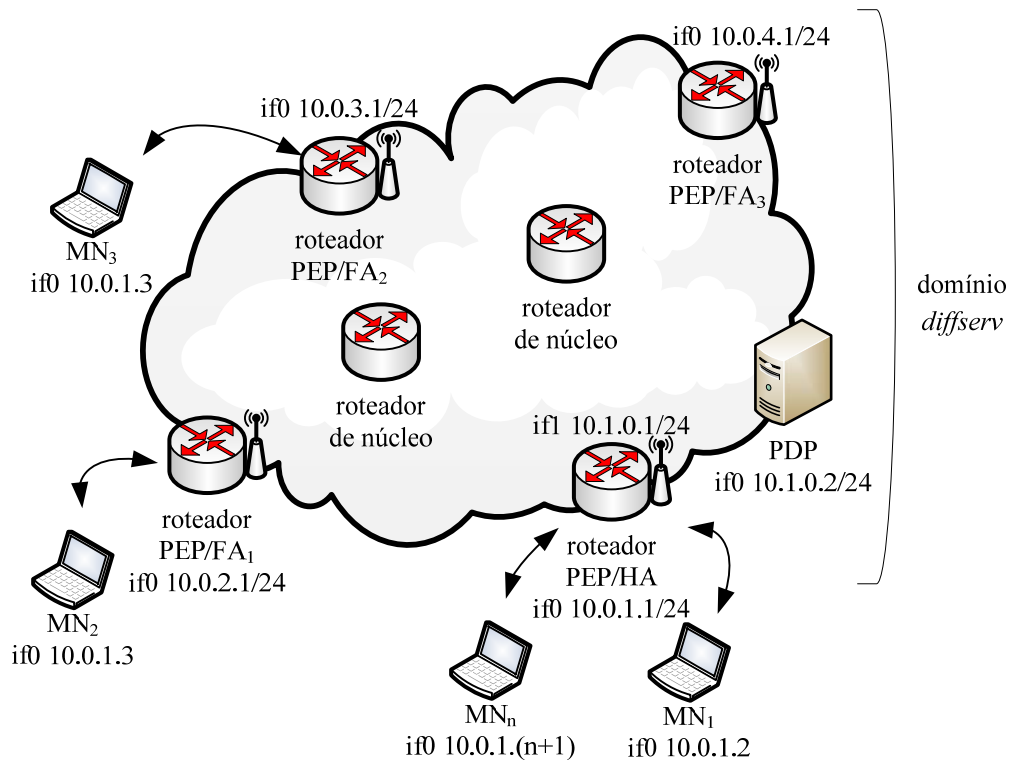 if0 10.0.4.1/24
roteador
PEP/FA₃
if0 10.0.3.1/24
roteador
PEP/FA₂
MN₃
if0 10.0.1.3
roteador
de núcleo
roteador
de núcleo
domínio
diffserv
if1 10.1.0.1/24
PDP
if0 10.1.0.2/24
roteador
PEP/FA₁
if0 10.0.2.1/24
roteador
PEP/HA
if0 10.0.1.1/24
MN₂
if0 10.0.1.3
MNₙ
if0 10.0.1.(n+1)
MN₁
if0 10.0.1.2